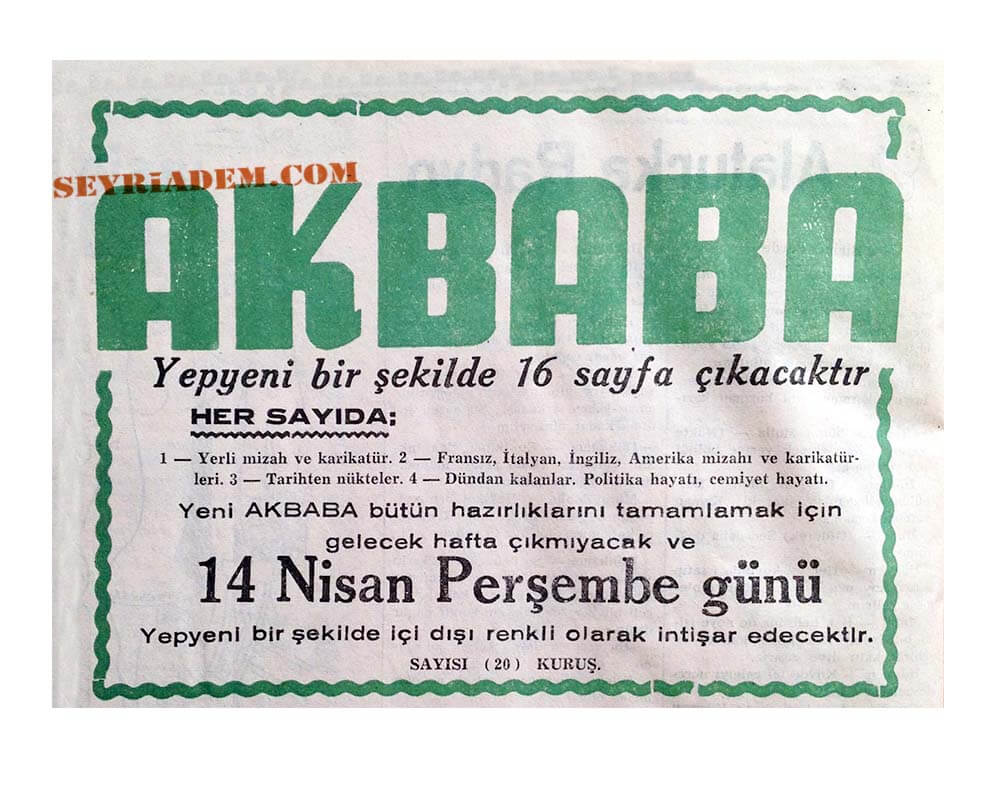 SEYRİADEM.COM
AKBABA
Yepyeni bir şekilde 16 sayfa çıkacaktır
HER SAYIDA;
1 — Yerli mizah ve karikatür. 2 — Fransız, İtalyan, İngiliz, Amerika mizahı ve karikatür-
leri. 3 — Tarihten nükteler. 4 — Dündan kalanlar. Politika hayatı, cemiyet hayatı.
Yeni AKBABA bütün hazırlıklarını tamamlamak için
gelecek hafta çıkmıyacak ve
14 Nisan Perşembe günü
Yepyeni bir şekilde içi dışı renkli olarak intişar edecektir.
SAYISI (20) KURUŞ.